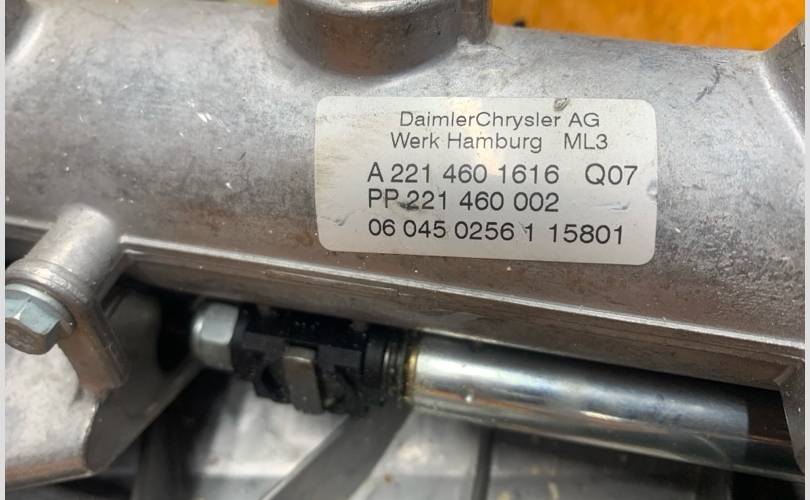 DaimlerChrysler AG
Werk Hamburg ML3
A 221 460 1616 Q07
PP 221 460 002
06 045 0256 1 15801